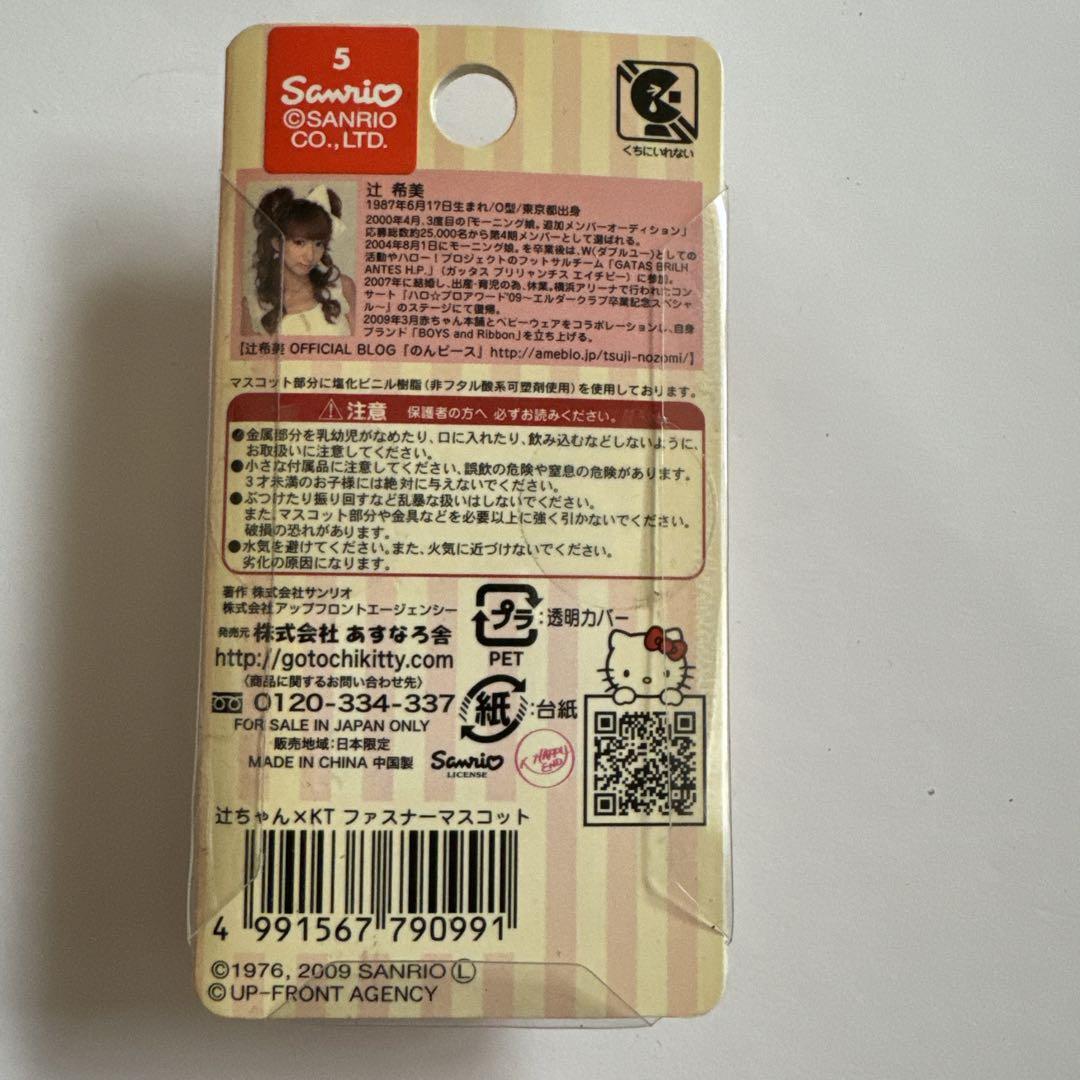 5
Sanrio
©SANRIO
CO.,LTD.
くちにいれない
辻 希美
1987年6月17日生まれ/O型/東京都出身
2000年4月、3度目の「モーニング娘。追加メンバーオーディション」
応募総数約25,000名から第4期メンバーとして選ばれる。
2004年8月1日にモーニング娘。を卒業後は、W(ダブルユー)としての
活動やハロー!プロジェクトのフットサルチーム「GATAS BRILH
ANTES H.P.」(ガッタス ブリリャンチス エイチピー)に参加。
2007年に結婚し、出産・育児の為、休業。横浜アリーナで行われたコン
サート「ハロ☆プロアワード'09~エルダークラブ卒業記念スペシャ
ル~」のステージにて復帰。
2009年3月赤ちゃん本舗とベビーウェアをコラボレーションし、自身
ブランド「BOYS and Ribbon」を立ち上げる。
【辻希美 OFFICIAL BLOG「のんピース」http://ameblo.jp/tsuji-nozomi/】
マスコット部分に塩化ビニル樹脂(非フタル酸系可塑剤使用)を使用しております。
⚠注意 保護者の方へ 必ずお読みください。
●金属部分を乳幼児がなめたり、口に入れたり、飲み込むなどしないように、
お取扱いに注意してください。
●小さな付属品に注意してください、誤飲の危険や窒息の危険があります。
3才未満のお子様には絶対に与えないでください。
●ぶつけたり振り回すなど乱暴な扱いはしないでください。
また、マスコット部分や金具などを必要以上に強く引かないでください。
破損の恐れがあります。
●水気を避けてください。また、火気に近づけないでください。
劣化の原因になります。
著作 株式会社サンリオ
株式会社アップフロントエージェンシー
発売元 株式会社 あすなろ舎
http://gotochikitty.com
〈商品に関するお問い合わせ先〉
0120-334-337
FOR SALE IN JAPAN ONLY
販売地域:日本限定
MADE IN CHINA 中国製
プラ:透明カバー
PET
紙:台紙
Sanrio
LICENSE
HAPPY
END
辻ちゃん×KT ファスナーマスコット
4 991567 790991
©1976, 2009 SANRIO Ⓛ
©UP-FRONT AGENCY